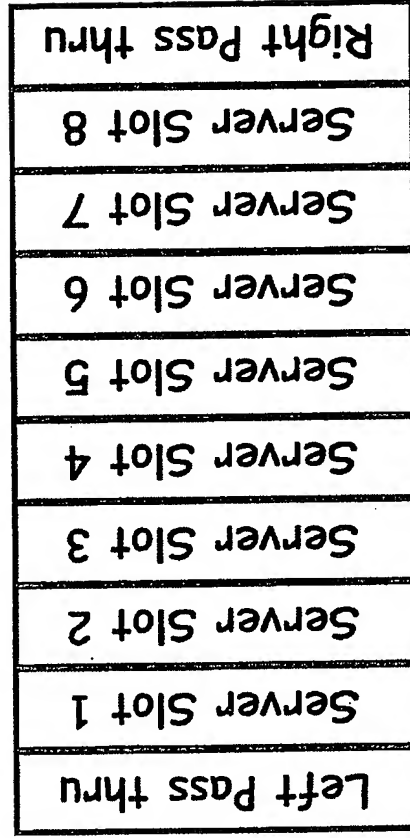 Left Pass thru
Server Slot 1
Server Slot 2
Server Slot 3
Server Slot 4
Server Slot 5
Server Slot 6
Server Slot 7
Server Slot 8
Right Pass thru